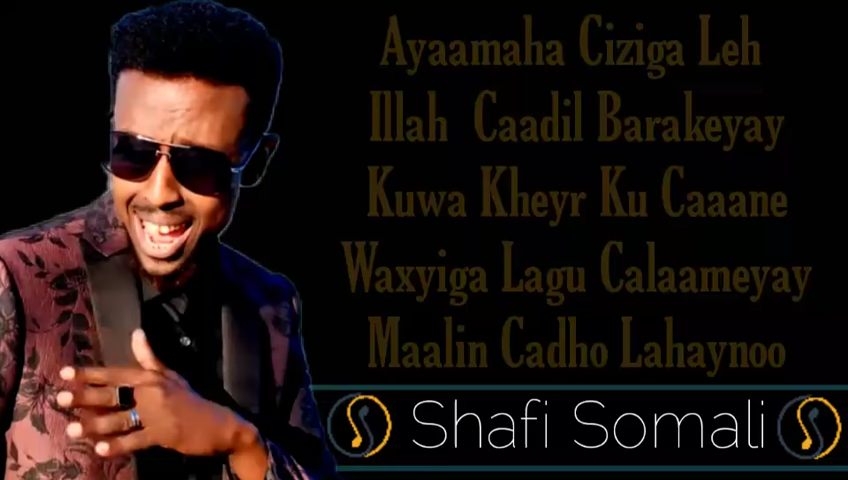 Ayaamaha Ciziga Leh
Illah Caadil Barakeyay
Kuwa Kheyr Ku Caaane
Waxyiga Lagu Calaameyay
Maalin Cadho Lahaynoo
Shafi Somali